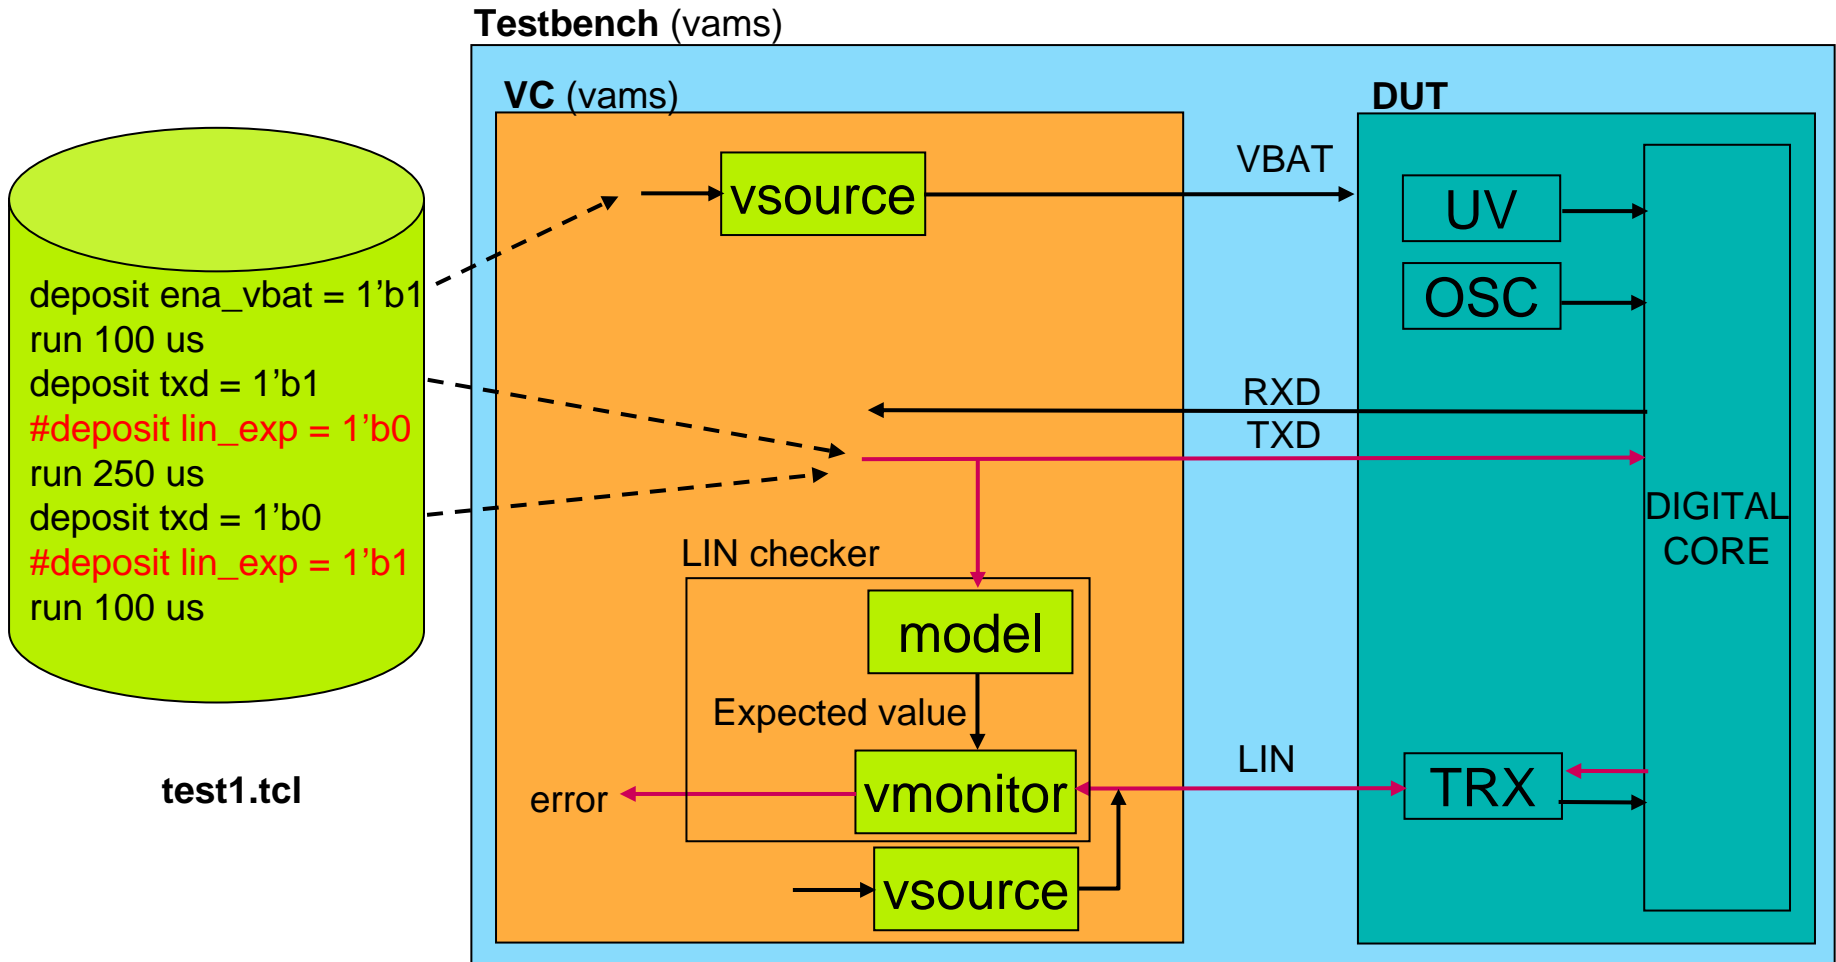 Testbench (vams)
VC (vams)
DUT
vsource
VBAT
UV
OSC
deposit ena_vbat = 1’b1
run 100 us
deposit txd = 1’b1
#deposit lin_exp = 1’b0
run 250 us
deposit txd = 1’b0
#deposit lin_exp = 1’b1
run 100 us
test1.tcl
RXD
TXD
DIGITAL
CORE
LIN checker
model
Expected value
vmonitor
error
LIN
TRX
vsource